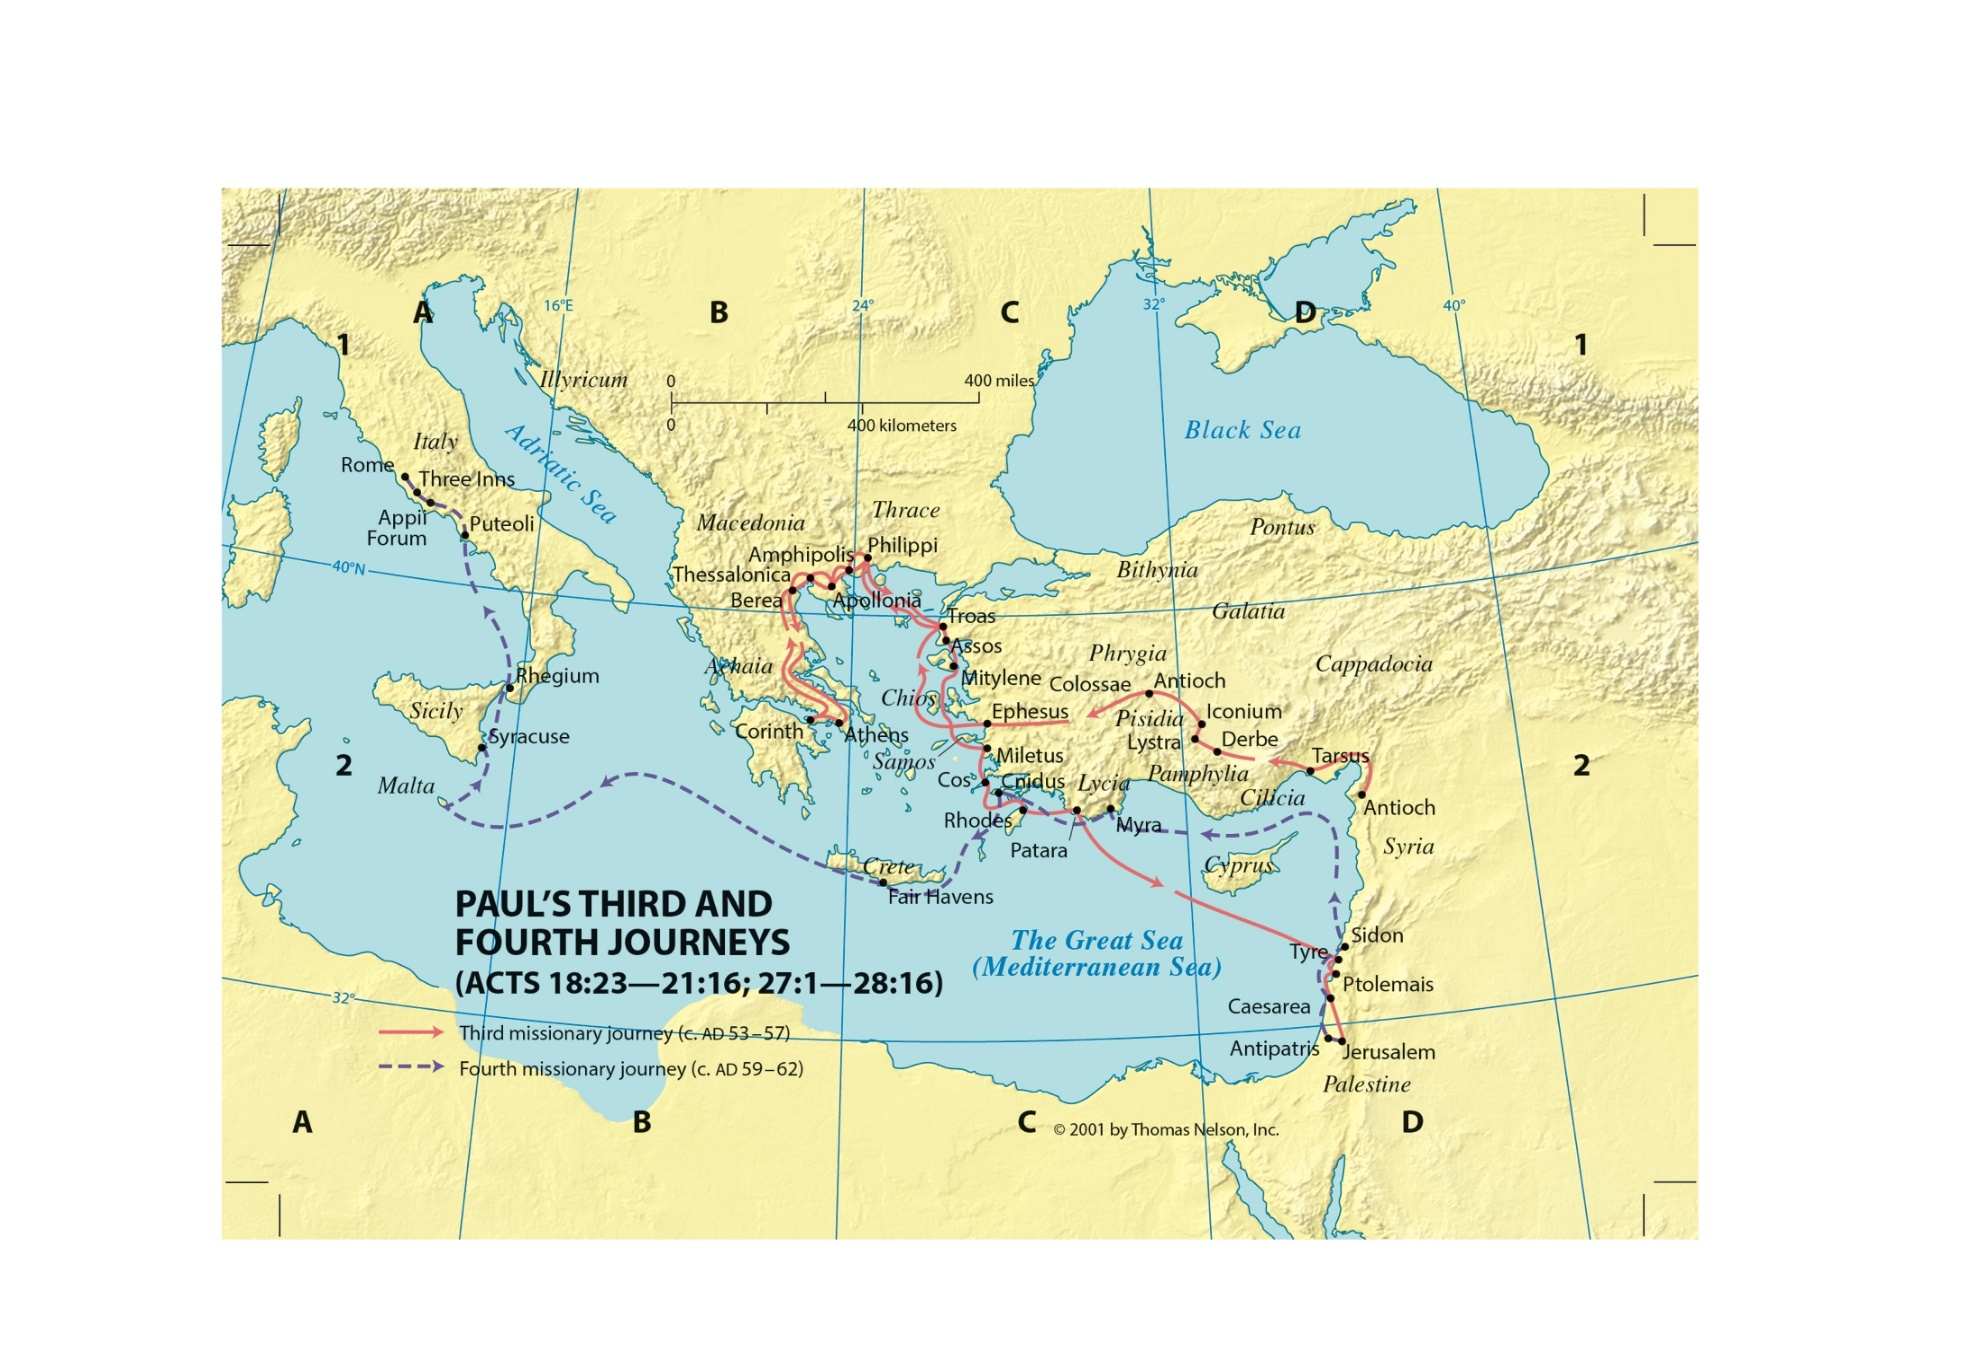 A
B
C
D
16°E
24°
32°
40°
1
1
Illyricum
0
400 miles
0
400 kilometers
Black Sea
Italy
Adriatic Sea
Rome
Three Inns
Appii
Forum
Puteoli
Macedonia
Thrace
Pontus
Amphipolis
Philippi
Thessalonica
Berea
Apollonia
Bithynia
40°N
Galatia
Troas
Assos
Achaia
Mitylene
Phrygia
Cappadocia
Rhegium
Colossae
Antioch
Sicily
Chios
Ephesus
Pisidia
Iconium
Corinth
Athens
Lystra
Derbe
Syracuse
Samos
Miletus
Tarsus
2
2
Malta
Cos
Cnidus
Lycia
Pamphylia
Cilicia
Antioch
Rhodes
Myra
Patara
Syria
Crete
Cyprus
Fair Havens
PAUL’S THIRD AND
FOURTH JOURNEYS
(ACTS 18:23—21:16; 27:1—28:16)
The Great Sea
(Mediterranean Sea)
Sidon
Tyre
Ptolemais
32°
Caesarea
Third missionary journey (c. AD 53–57)
Antipatris
Jerusalem
Fourth missionary journey (c. AD 59–62)
Palestine
A
B
C
© 2001 by Thomas Nelson, Inc.
D